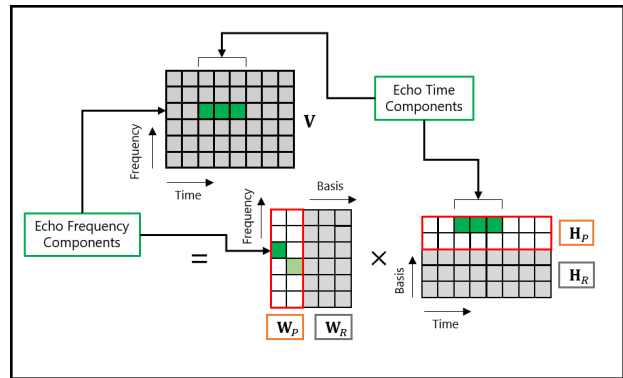 Echo Time
Components
V
Frequency
Time
Echo Frequency
Components
=
Frequency
Basis
W_P
W_R
×
H_P
H_R
Basis
Time